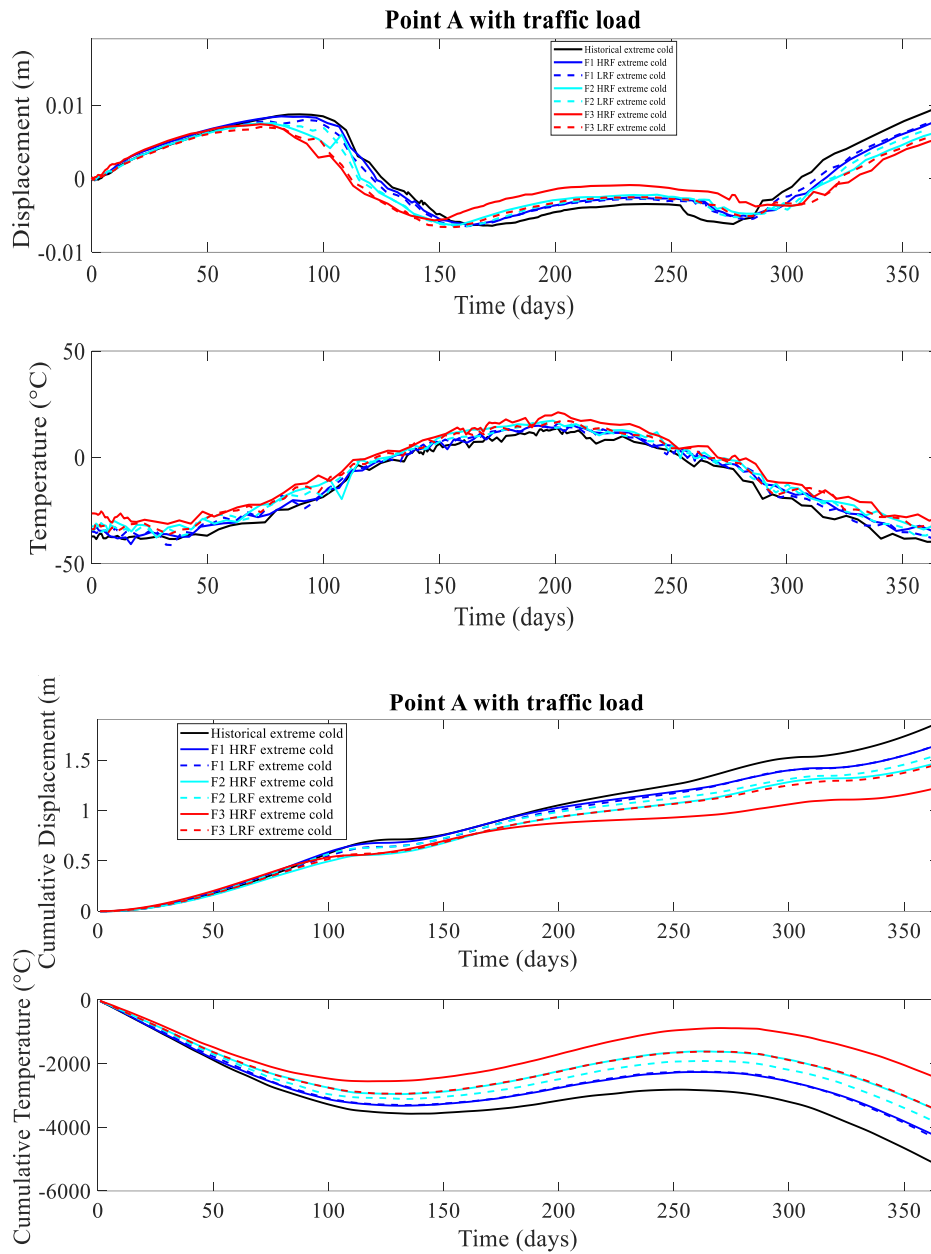 Point A with traffic load
Displacement (m)
0.01
0
-0.01
Historical extreme cold
F1 HRF extreme cold
F1 LRF extreme cold
F2 HRF extreme cold
F2 LRF extreme cold
F3 HRF extreme cold
F3 LRF extreme cold
0 50 100 150 200 250 300 350
Time (days)
Temperature (°C)
50
0
-50
0 50 100 150 200 250 300 350
Time (days)
Point A with traffic load
Cumulative Displacement (m
1.5
1
0.5
0
Historical extreme cold
F1 HRF extreme cold
F1 LRF extreme cold
F2 HRF extreme cold
F2 LRF extreme cold
F3 HRF extreme cold
F3 LRF extreme cold
0 50 100 150 200 250 300 350
Time (days)
Cumulative Temperature (°C)
0
-2000
-4000
-6000
0 50 100 150 200 250 300 350
Time (days)